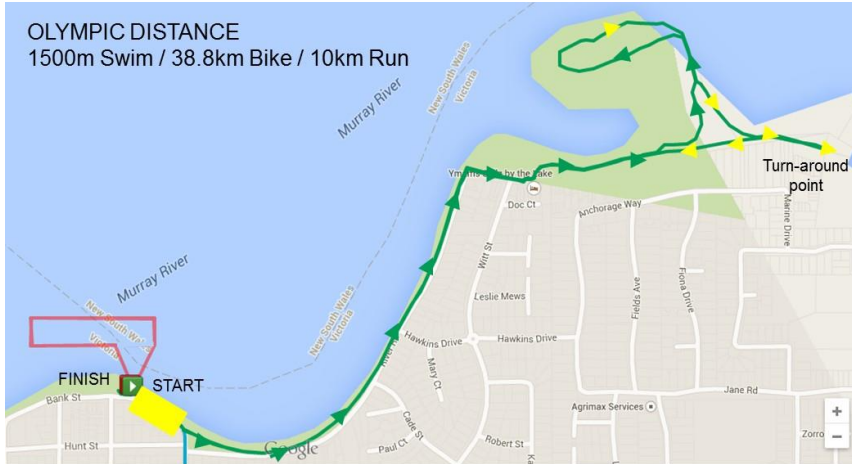 OLYMPIC DISTANCE
1500m Swim / 38.8km Bike / 10km Run
Murray River
New South Wales
Victoria
Doc Ct
Turn-around
point
Anchorage Way
Marine Drive
Witt St
Fiona Drive
Fields Ave
Murray River
New South Wales
Victoria
Leslie Mews
Hawkins Drive
Hawkins Drive
Mary Ct
Victoria
FINISH
START
Bank St
Jane Rd
Agrimax Services
Cade St
Hunt St
Google
Paul Ct
Robert St
Zorro
+
−